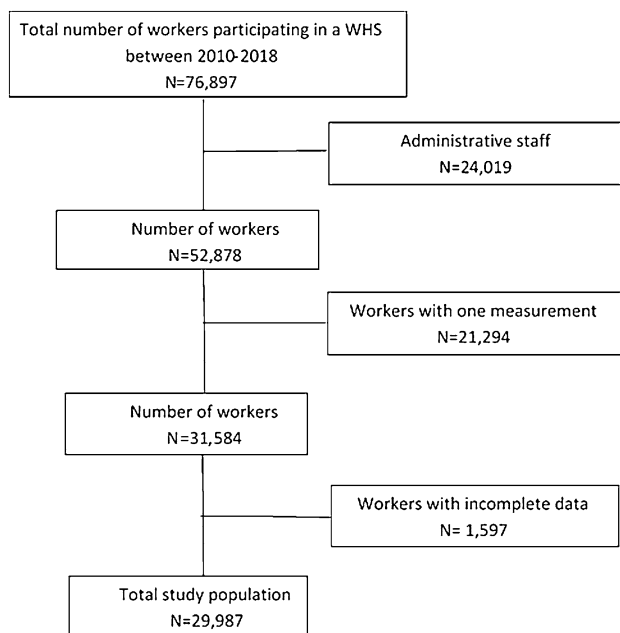 Total number of workers participating in a WHS
between 2010-2018
N=76,897
Administrative staff
N=24,019
Number of workers
N=52,878
Workers with one measurement
N=21,294
Number of workers
N=31,584
Workers with incomplete data
N= 1,597
Total study population
N=29,987